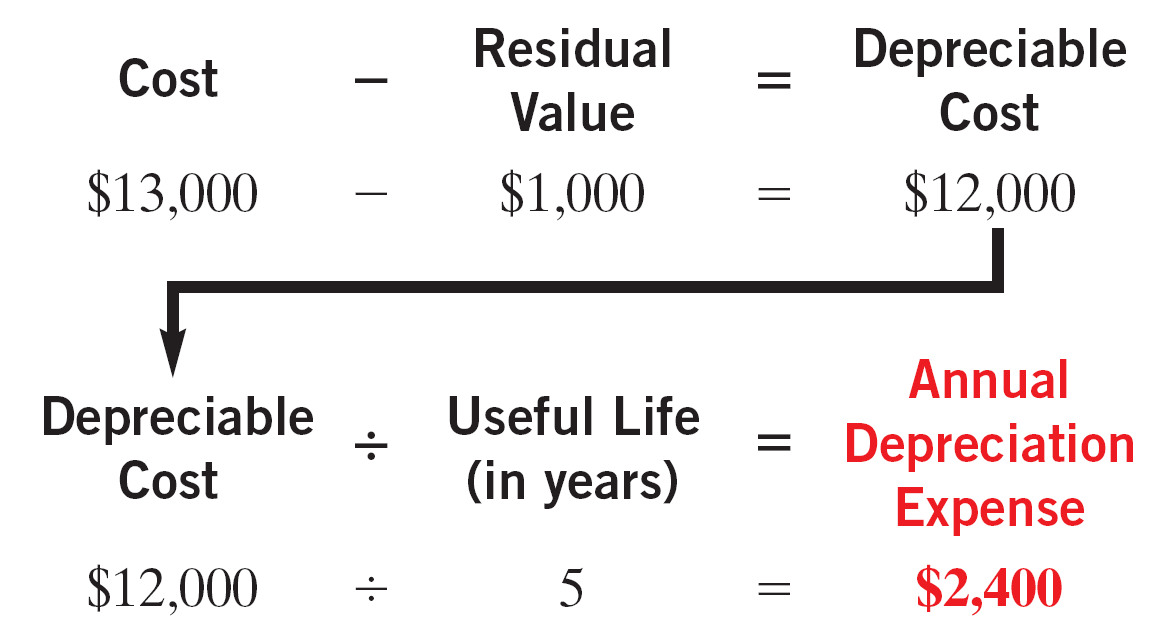 Cost − Residual Value = Depreciable Cost
$13,000 − $1,000 = $12,000
Depreciable Cost ÷ Useful Life (in years) = Annual Depreciation Expense
$12,000 ÷ 5 = $2,400